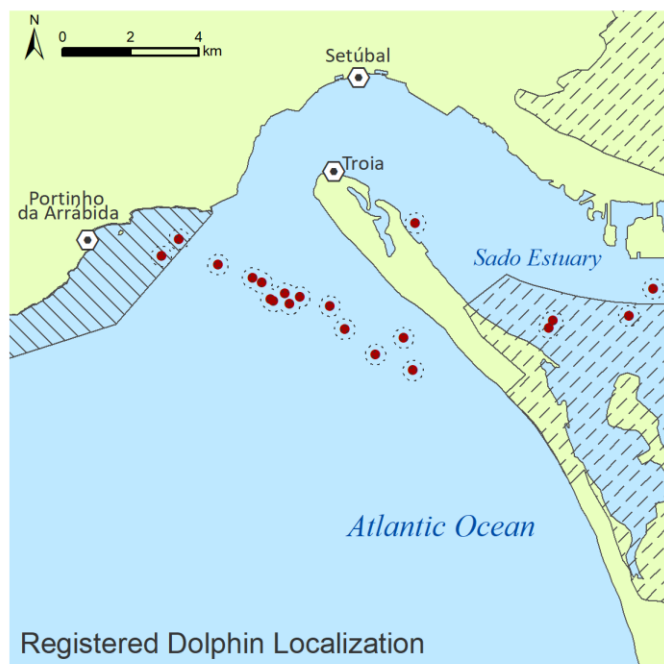 N
0 2 4
km
Setúbal
Troia
Portinho
da Arrábida
Sado Estuary
Atlantic Ocean
Registered Dolphin Localization